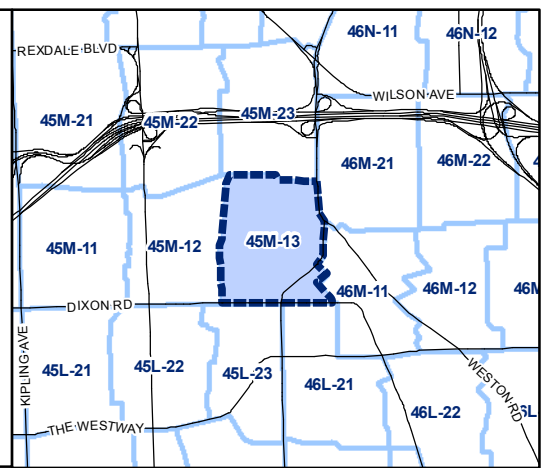 46N-11
46N-12
REXDALE BLVD
WILSON AVE
45M-21
45M-22
45M-23
46M-21
46M-22
45M-11
45M-12
45M-13
46M-11
46M-12
DIXON RD
KIPLING AVE
45L-21
45L-22
45L-23
46L-21
WESTON RD
46L-22
THE WESTWAY